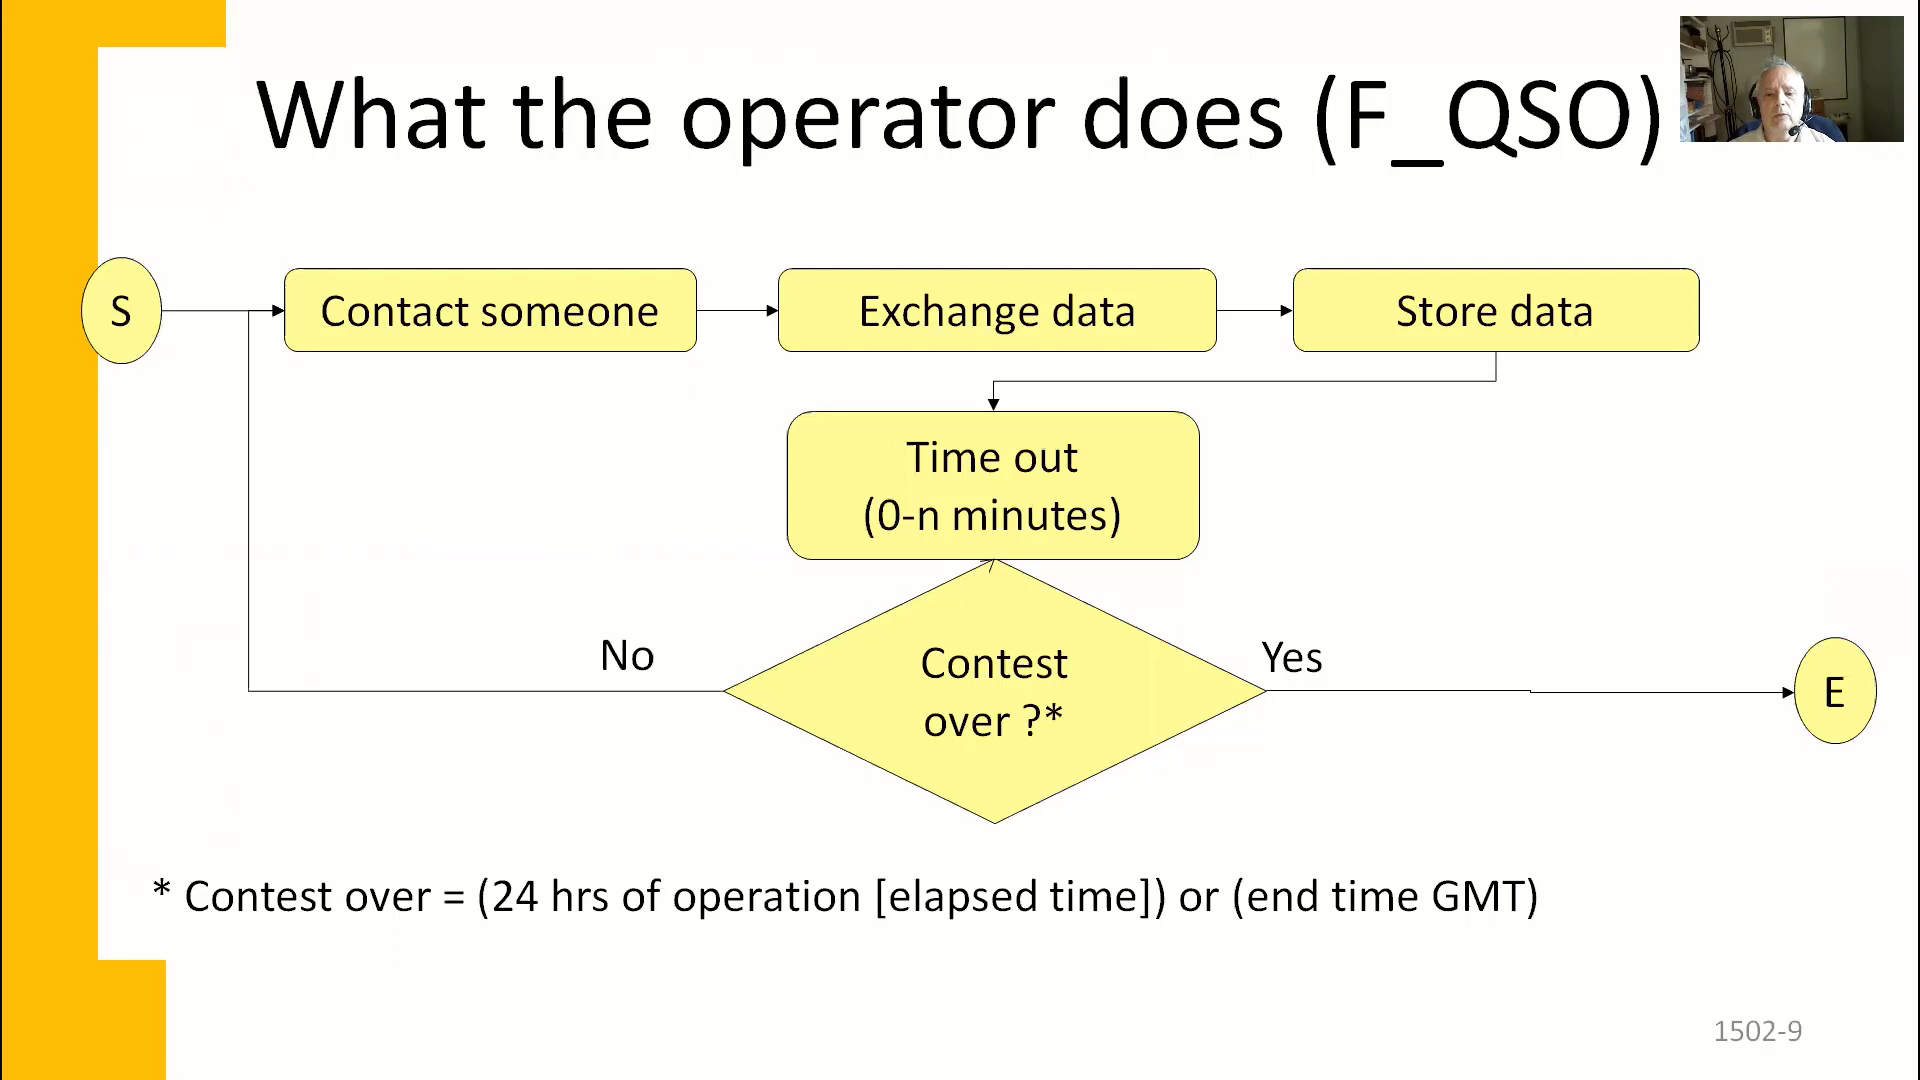 What the operator does (F_QSO)
S
Contact someone
Exchange data
Store data
Time out
(0-n minutes)
No
Contest
over ?*
Yes
E
* Contest over = (24 hrs of operation [elapsed time]) or (end time GMT)
1502-9